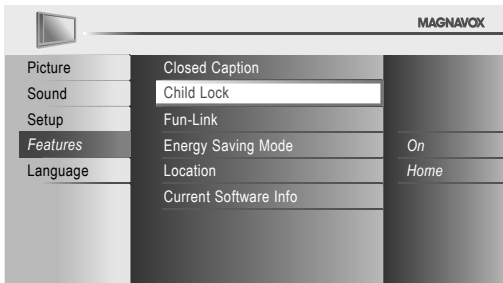 MAGNAVOX
Picture
Sound
Setup
Features
Language
Closed Caption
Child Lock
Fun-Link
Energy Saving Mode
Location
Current Software Info
On
Home